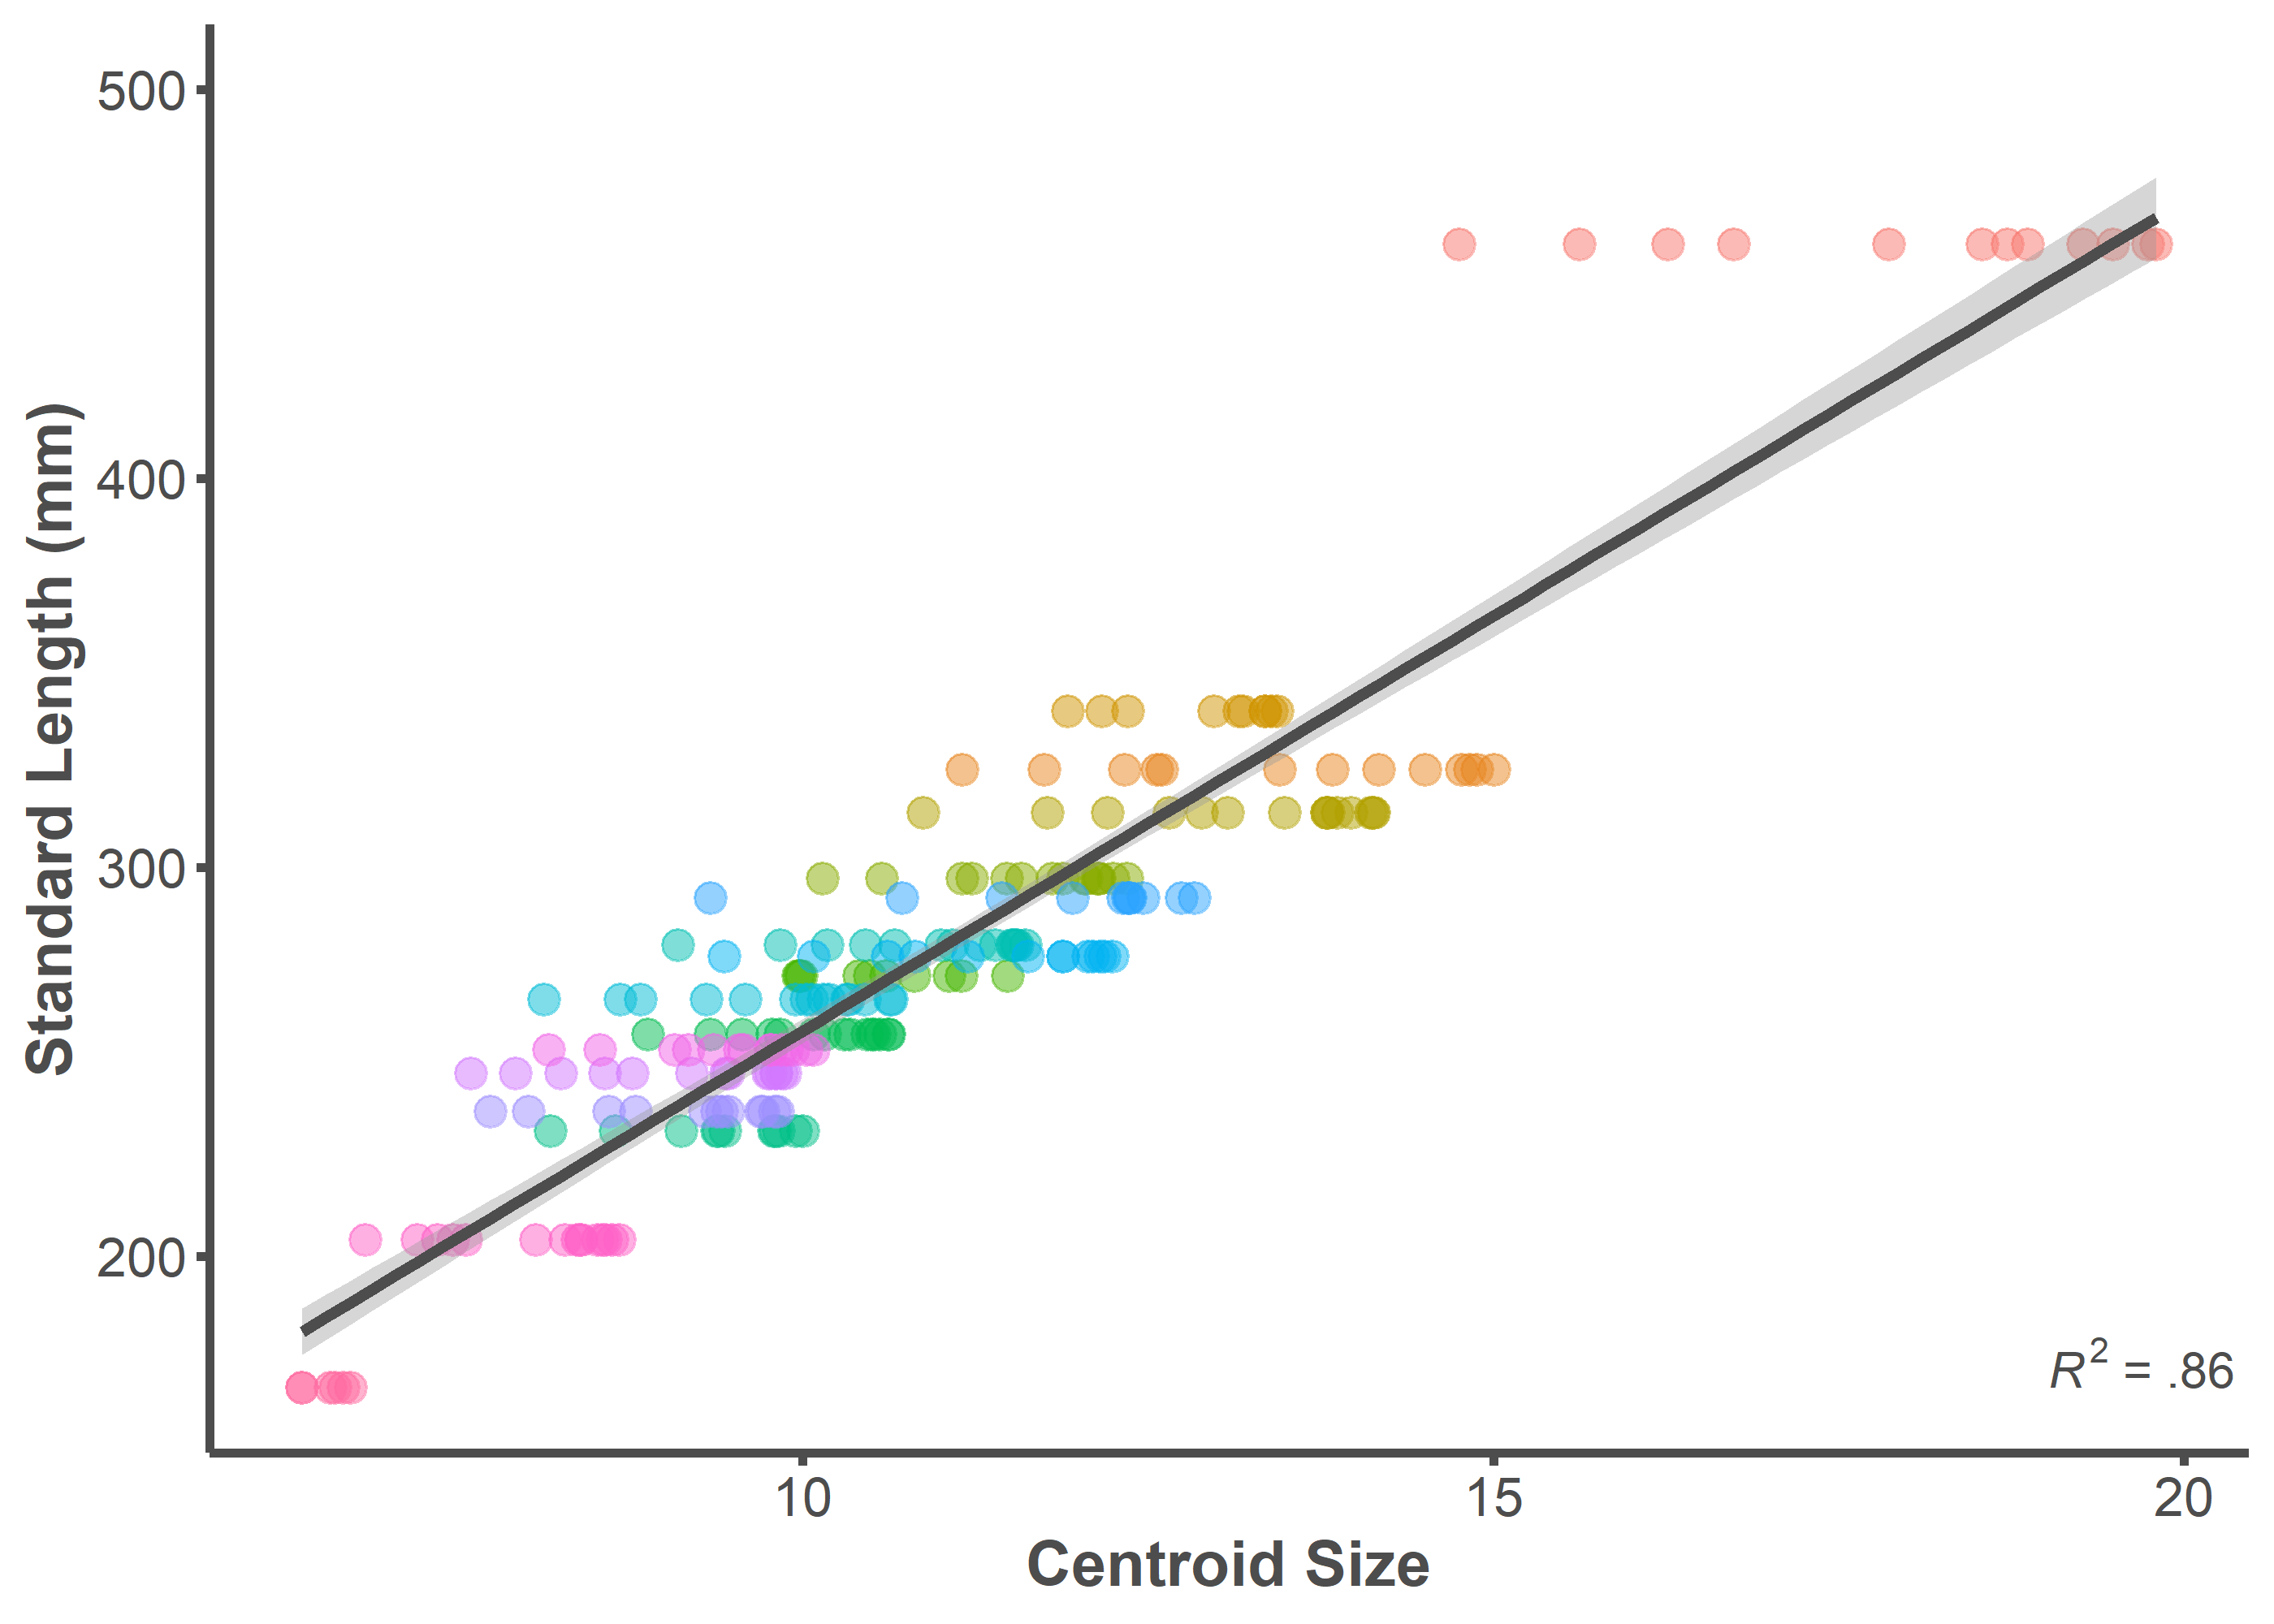 500
400
300
200
Standard Length (mm)
R² = .86
10 15 20
Centroid Size